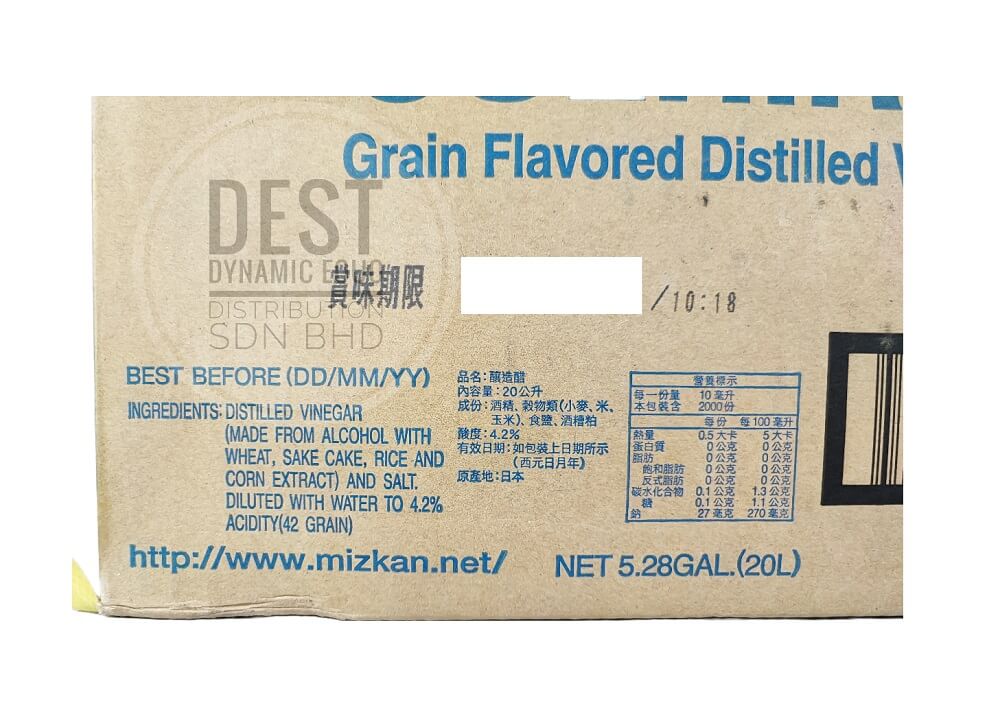 Grain Flavored Distilled
DEST
DYNAMIC ECHO
DISTRIBUTION
SDN BHD
賞味期限
/10:18
BEST BEFORE (DD/MM/YY)
INGREDIENTS: DISTILLED VINEGAR
(MADE FROM ALCOHOL WITH
WHEAT, SAKE CAKE, RICE AND
CORN EXTRACT) AND SALT.
DILUTED WITH WATER TO 4.2%
ACIDITY(42 GRAIN)
品名:釀造醋
內容量:20公升
成份:酒精、穀物類(小麥、米、
玉米)、食鹽、酒糟粕
酸度:4.2%
有效日期:如包裝上日期所示
(西元日月年)
原產地:日本
營養標示
每一份量 10 毫升
本包裝含 2000份
每份 每100毫升
熱量 0.5 大卡 5 大卡
蛋白質 0 公克 0 公克
脂肪 0 公克 0 公克
飽和脂肪 0 公克 0 公克
反式脂肪 0 公克 0 公克
碳水化合物 0.1 公克 1.3 公克
糖 0.1 公克 1.1 公克
鈉 27 毫克 270 毫克
http://www.mizkan.net/
NET 5.28GAL.(20L)